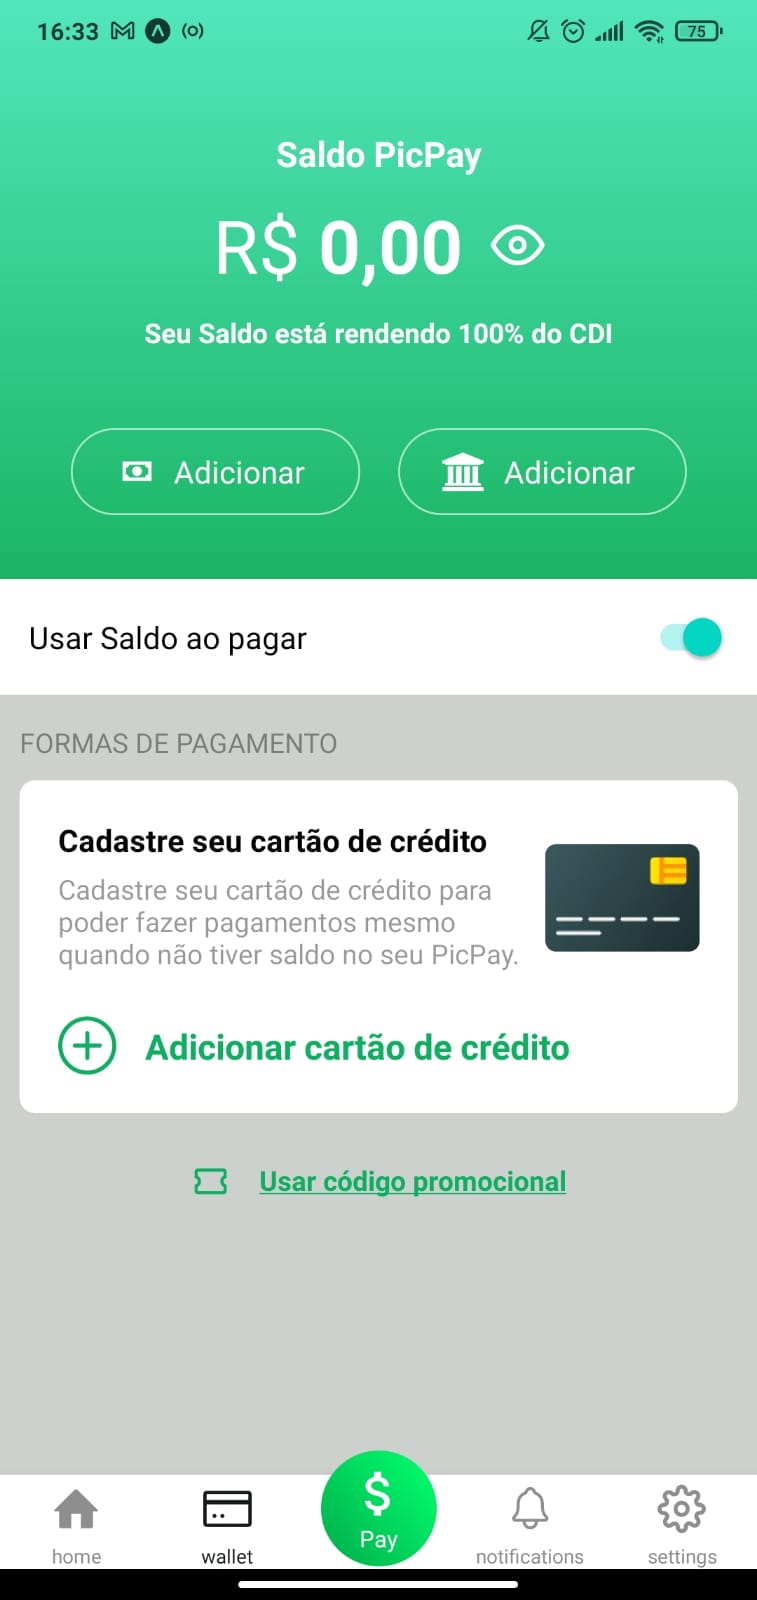 16:33
75
Saldo PicPay
R$ 0,00
Seu Saldo está rendendo 100% do CDI
Adicionar
Adicionar
Usar Saldo ao pagar
FORMAS DE PAGAMENTO
Cadastre seu cartão de crédito
Cadastre seu cartão de crédito para
poder fazer pagamentos mesmo
quando não tiver saldo no seu PicPay.
Adicionar cartão de crédito
Usar código promocional
$
Pay
home
wallet
notifications
settings